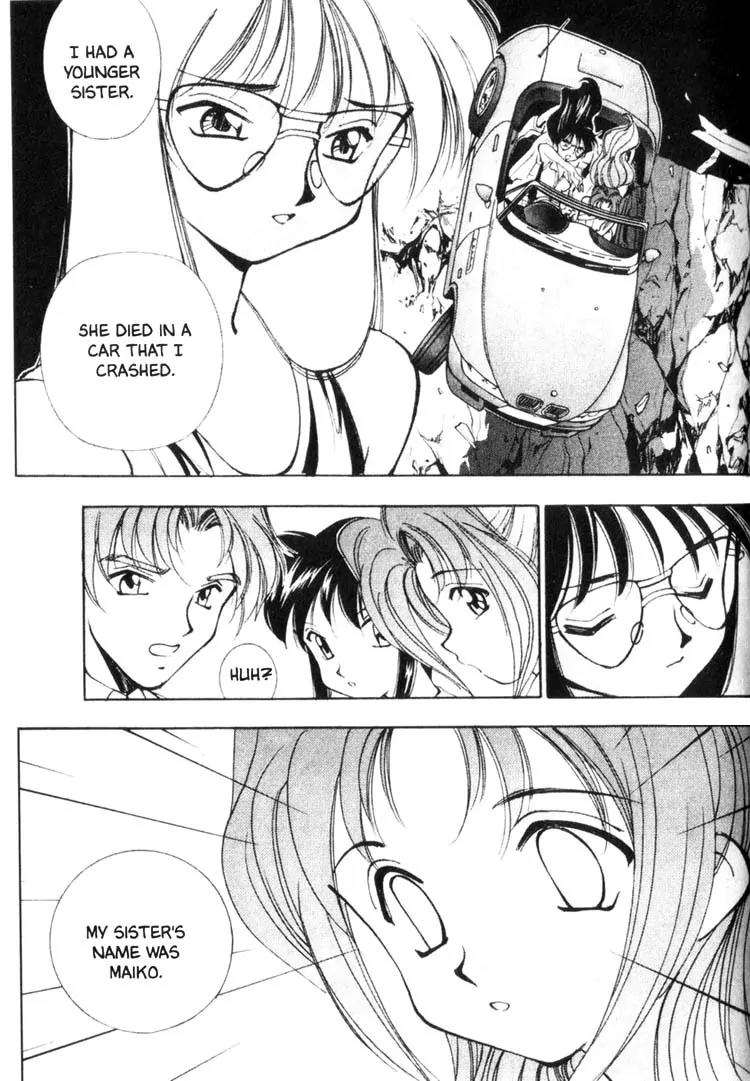 I HAD A
YOUNGER
SISTER.
SHE DIED IN A
CAR THAT I
CRASHED.
HUH?
MY SISTER'S
NAME WAS
MAIKO.